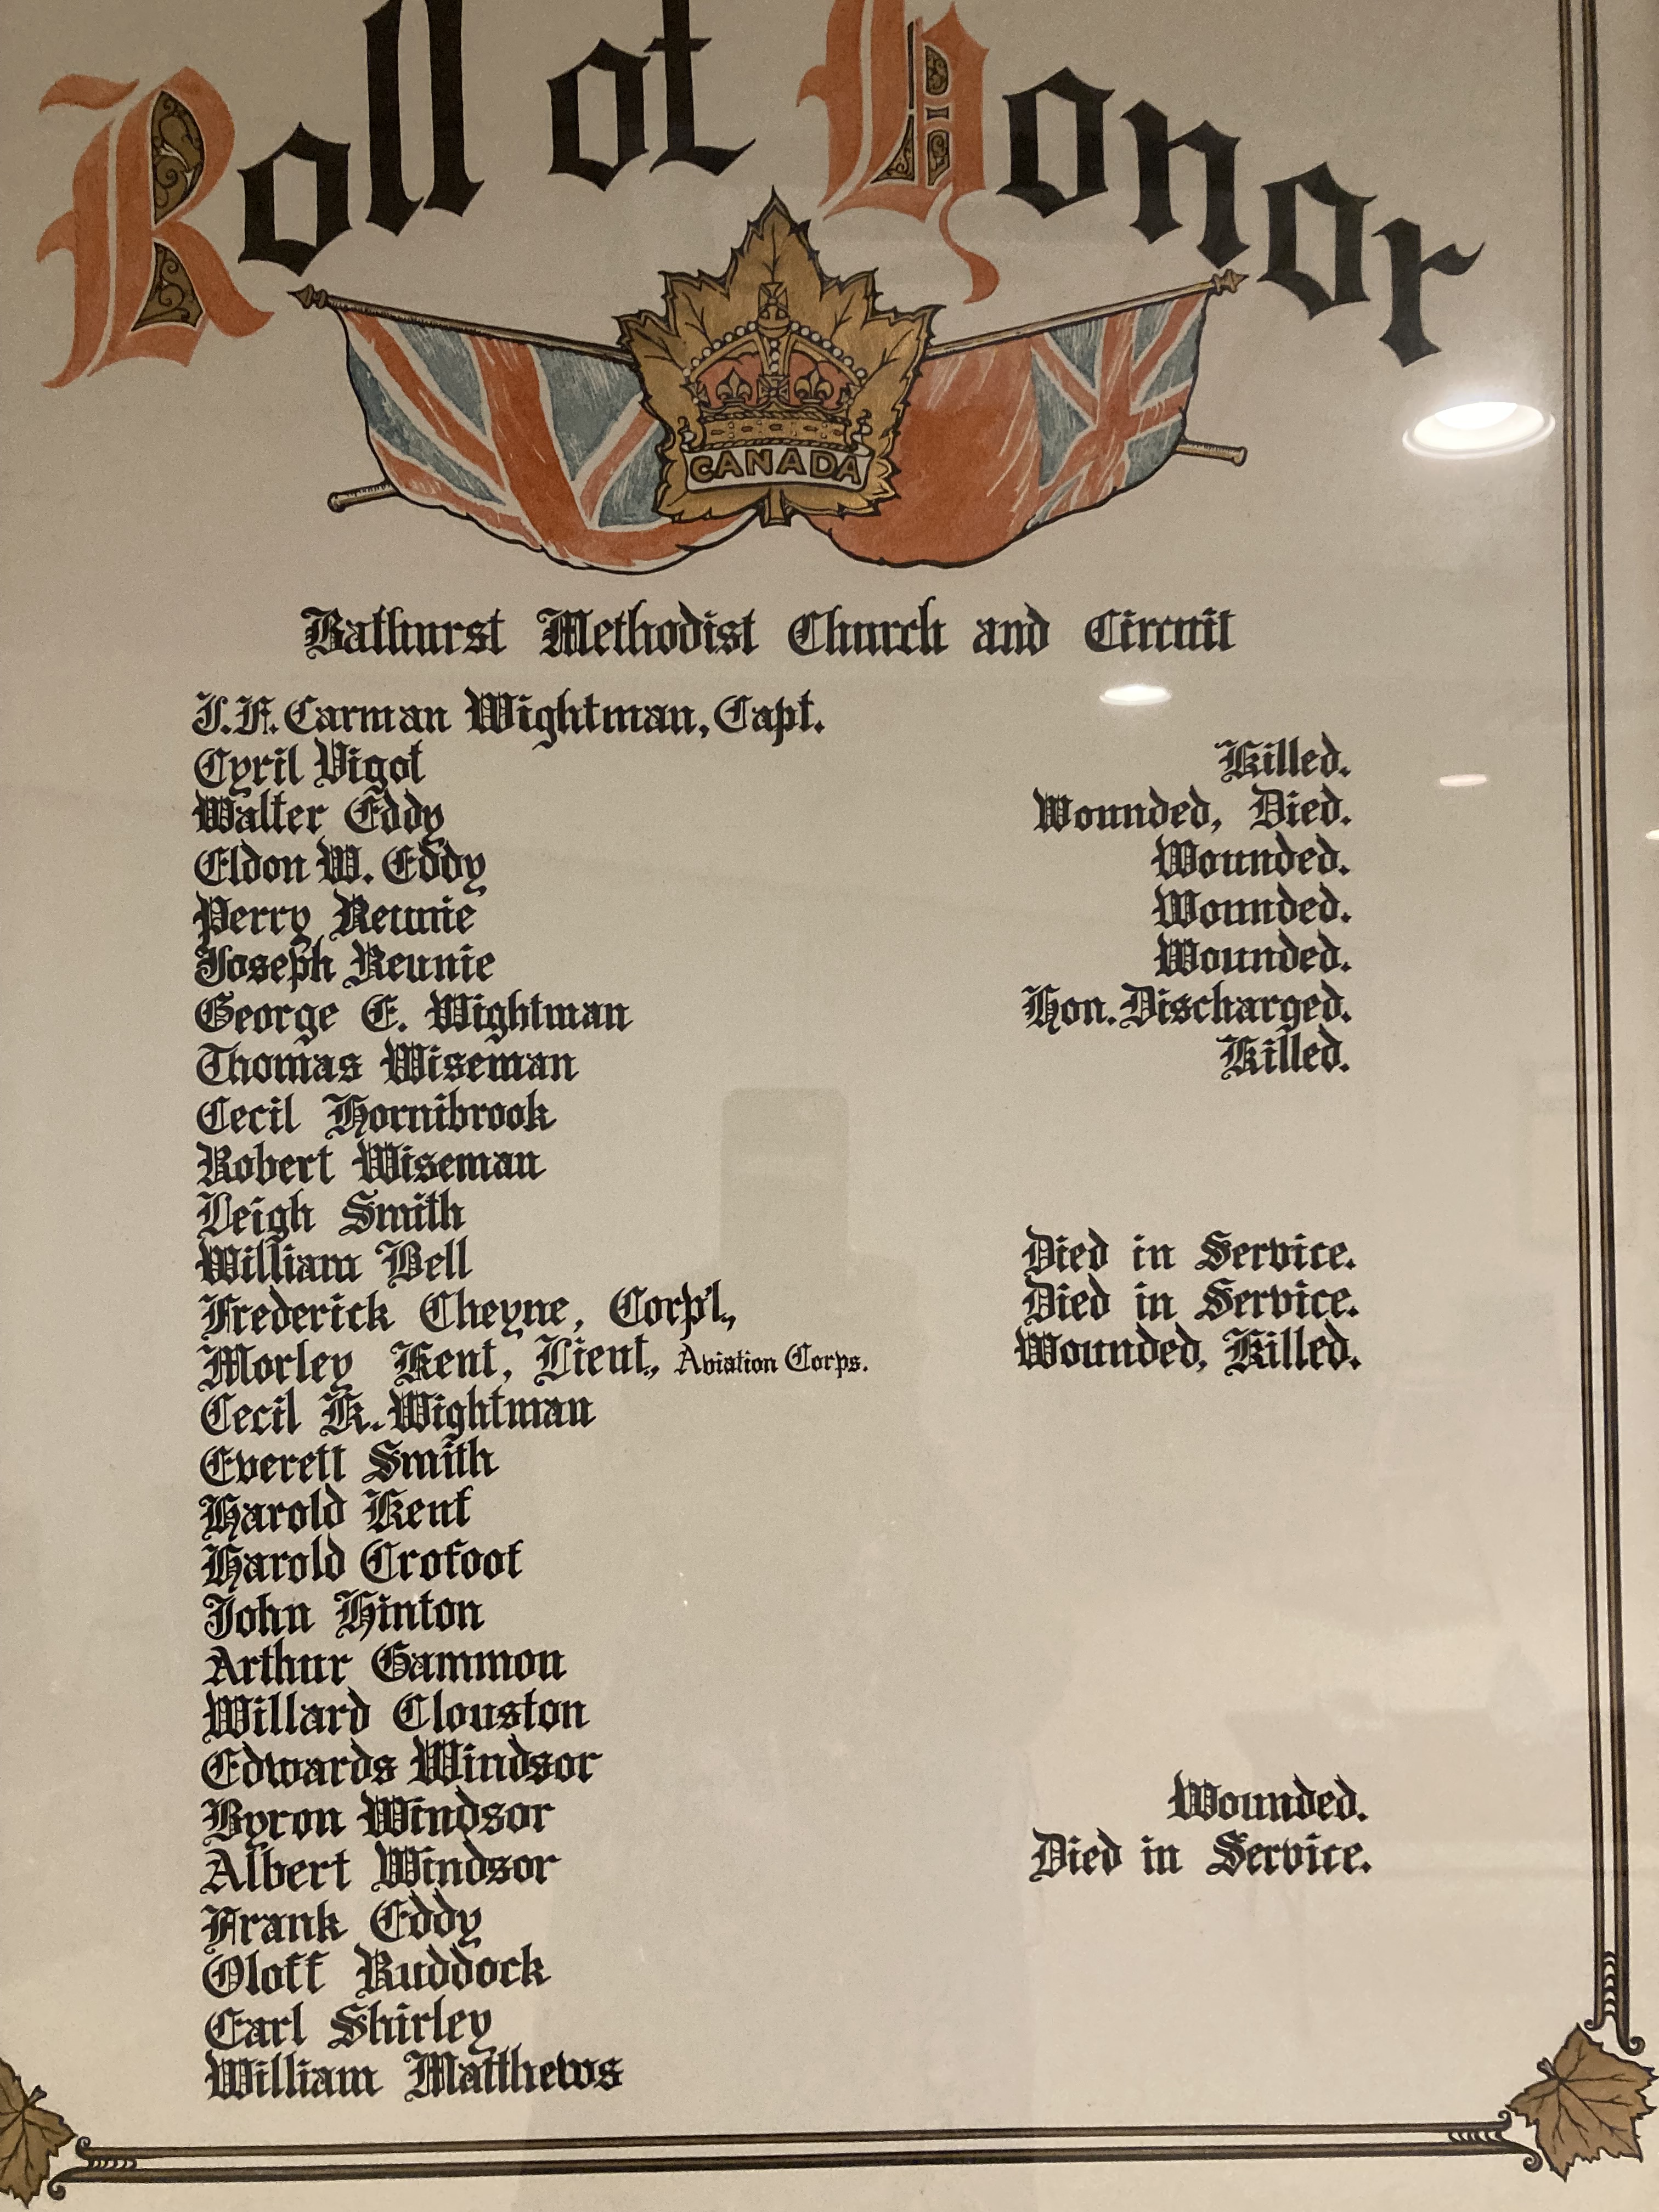 Roll of Honor
CANADA
Bathurst Methodist Church and Circuit
J.F. Carman Wightman, Capt.
Cyril Vigot Killed.
Walter Eddy Wounded, Died.
Eldon W. Eddy Wounded.
Perry Rennie Wounded.
Joseph Rennie Wounded.
George E. Wightman Hon. Discharged.
Thomas Wiseman Killed.
Cecil Hornibrook
Robert Wiseman
Leigh Smith
William Bell Died in Service.
Frederick Cheyne, Corp'l., Died in Service.
Morley Kent, Lieut., Aviation Corps. Wounded, Killed.
Cecil K. Wightman
Everett Smith
Harold Kent
Harold Crofoot
John Hinton
Arthur Gammon
Willard Clouston
Edwards Windsor
Byron Windsor Wounded.
Albert Windsor Died in Service.
Frank Eddy
Oloff Ruddock
Carl Shirley
William Matthews